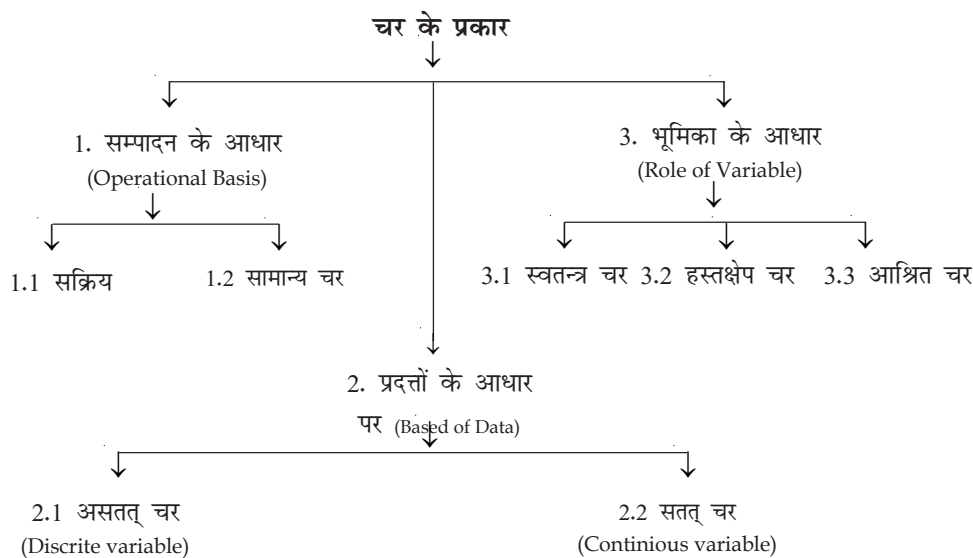 चर के प्रकार
1. सम्पादन के आधार
(Operational Basis)
3. भूमिका के आधार
(Role of Variable)
1.1 सक्रिय
1.2 सामान्य चर
3.1 स्वतन्त्र चर
3.2 हस्तक्षेप चर
3.3 आश्रित चर
2. प्रदत्तों के आधार
पर (Based of Data)
2.1 असतत् चर
(Discrite variable)
2.2 सतत् चर
(Continious variable)